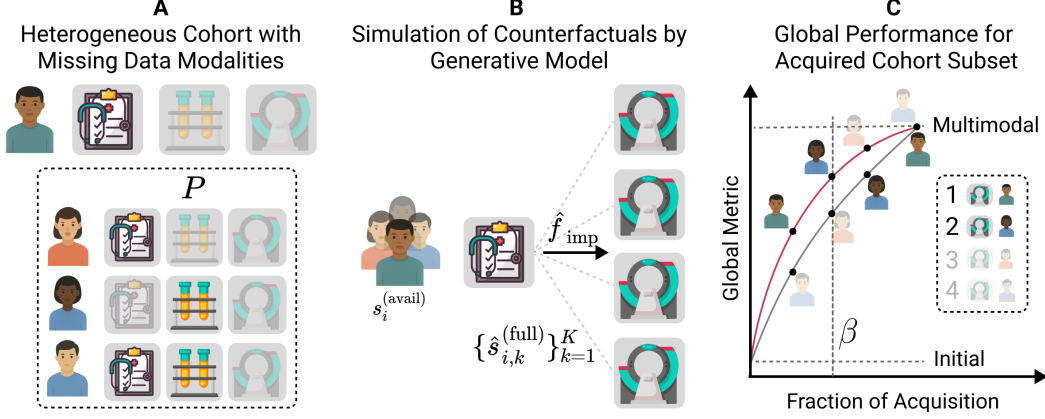 A
Heterogeneous Cohort with
Missing Data Modalities
P
B
Simulation of Counterfactuals by
Generative Model
f̂ imp
s_i^(avail)
{ŝ_{i,k}^(full)}_{k=1}^K
C
Global Performance for
Acquired Cohort Subset
Global Metric
Multimodal
1
2
3
4
β
Initial
Fraction of Acquisition